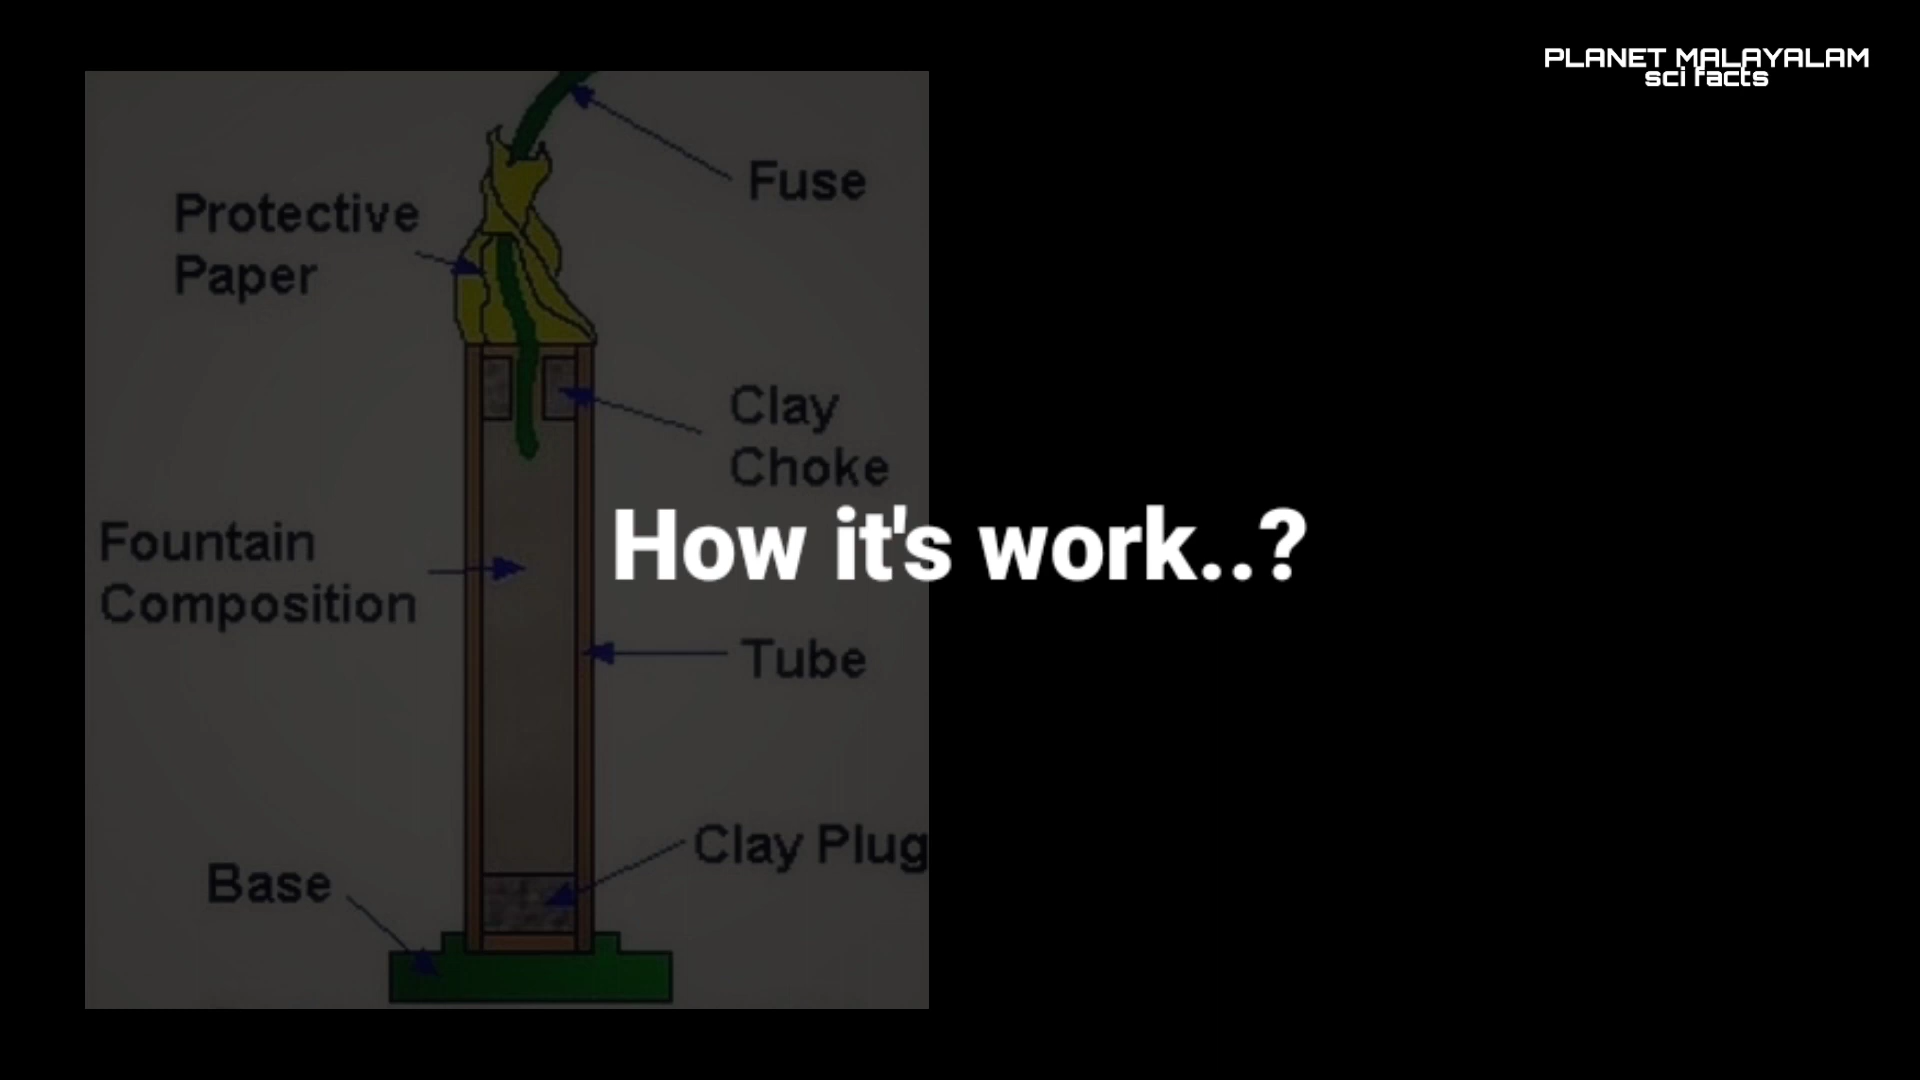 PLANET MALAYALAM
sci facts
Fuse
Protective
Paper
Clay
Choke
How it's work..?
Fountain
Composition
Tube
Clay Plug
Base